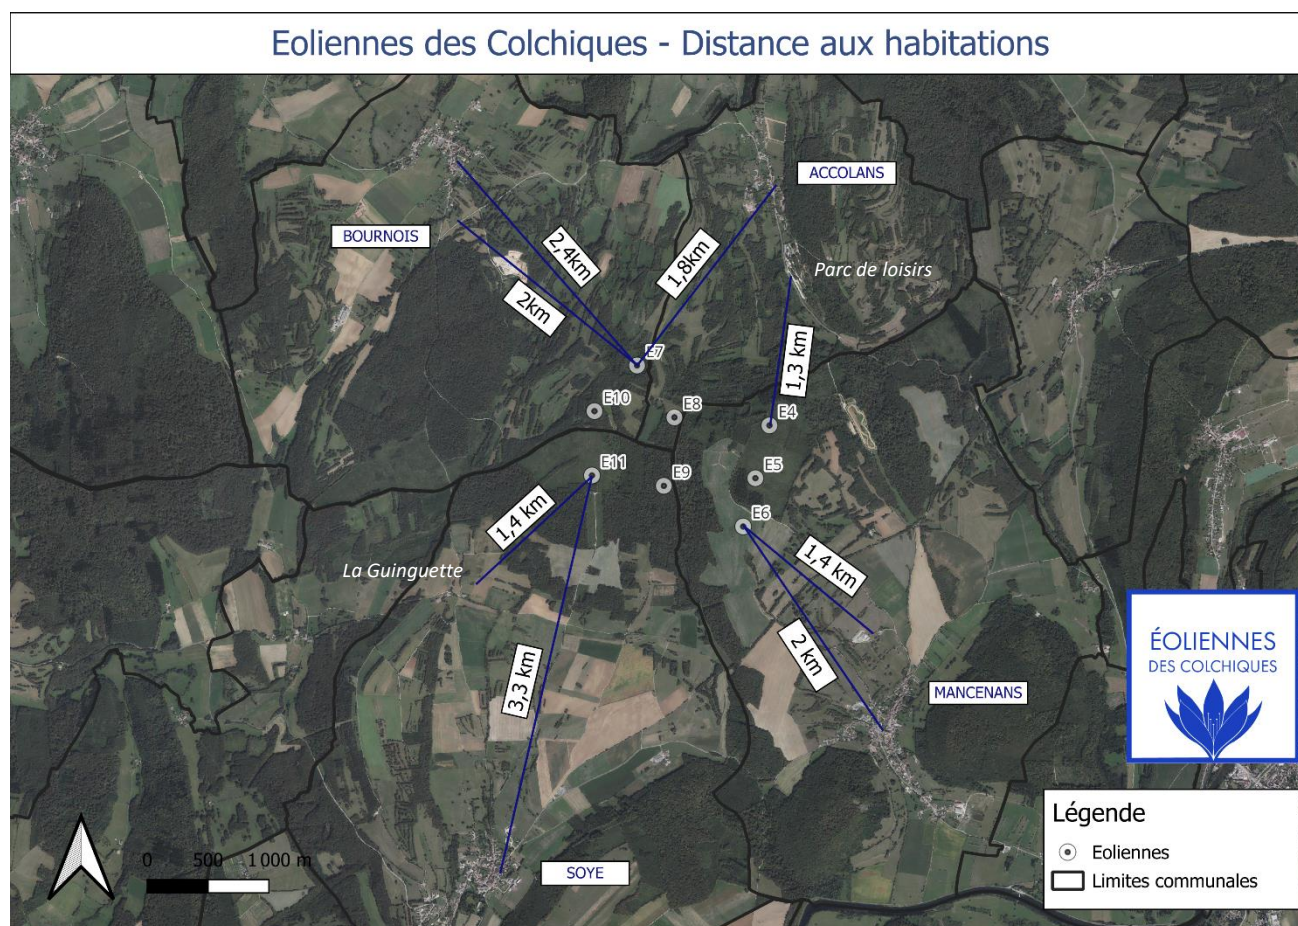 Eoliennes des Colchiques - Distance aux habitations
ACCOLANS
BOURNOIS
2,4km
1,8km
Parc de loisirs
2km
1,3 km
E7
E10
E8
E4
E11
E9
E5
E6
1,4 km
La Guinguette
1,4 km
2 km
3,3 km
MANCENANS
ÉOLIENNES
DES COLCHIQUES
SOYE
0 500 1 000 m
Légende
Eoliennes
Limites communales